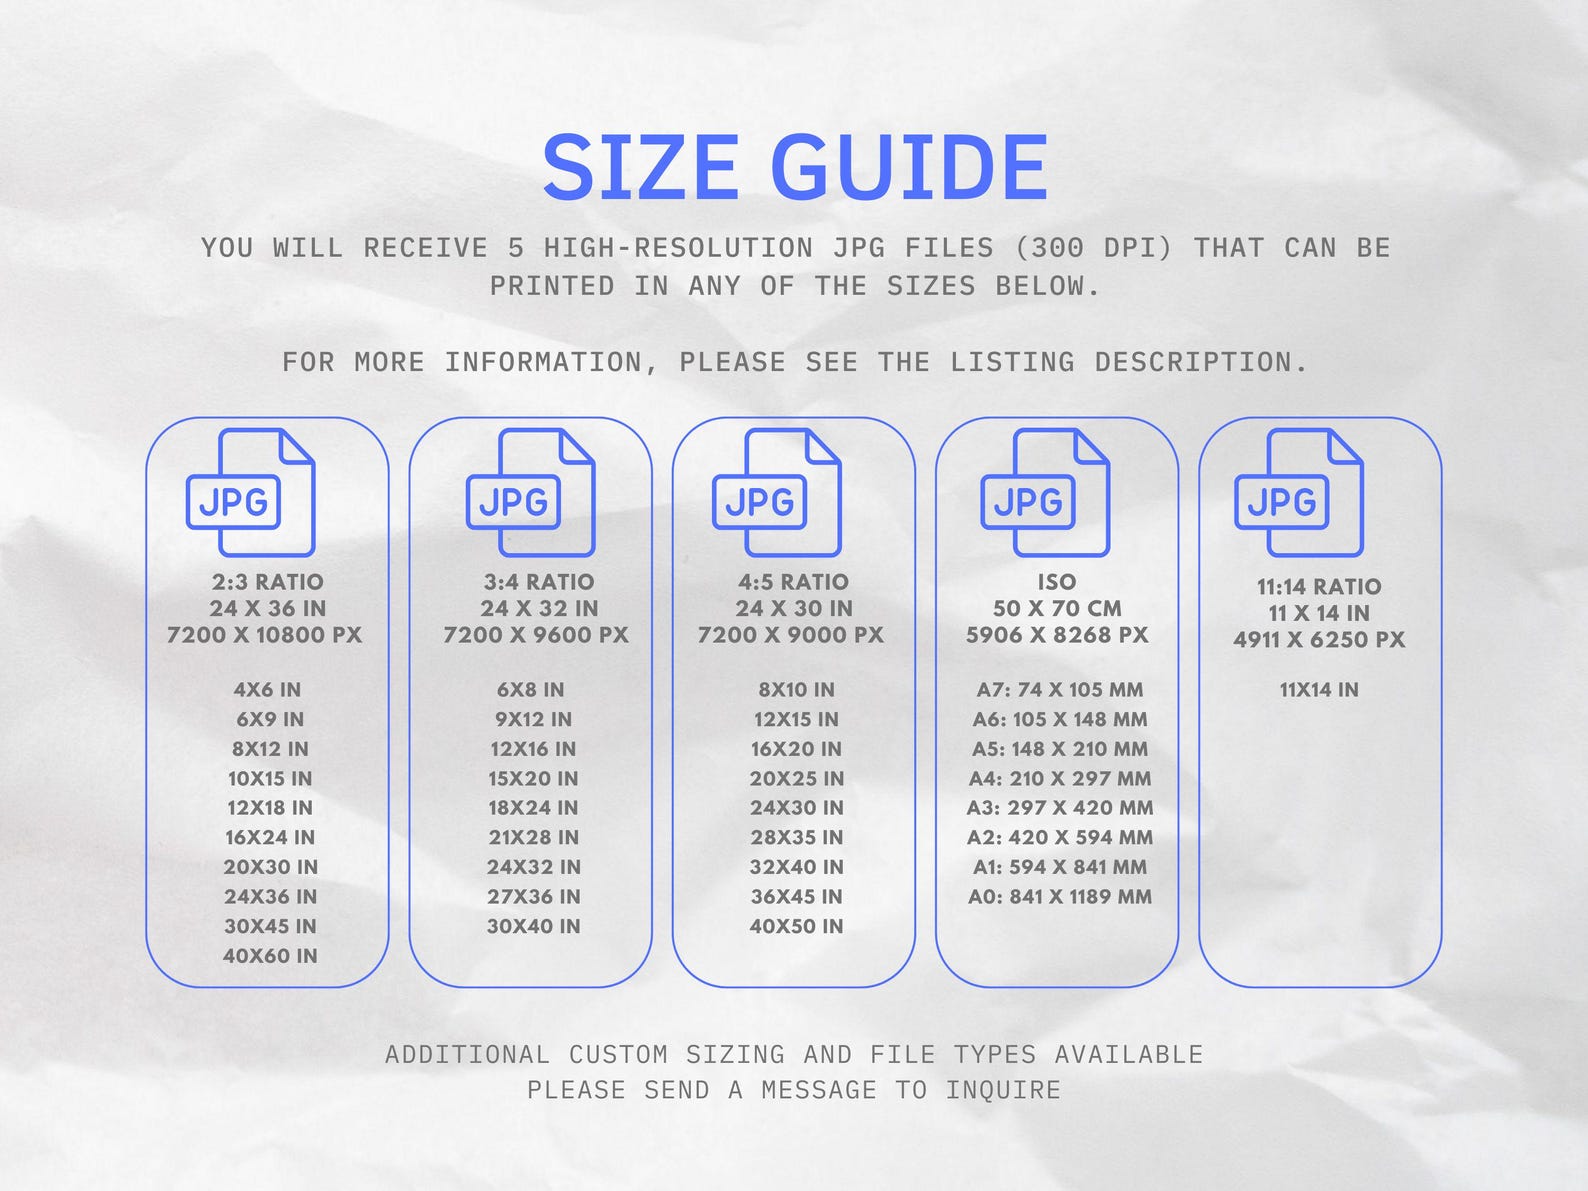 SIZE GUIDE
YOU WILL RECEIVE 5 HIGH-RESOLUTION JPG FILES (300 DPI) THAT CAN BE
PRINTED IN ANY OF THE SIZES BELOW.
FOR MORE INFORMATION, PLEASE SEE THE LISTING DESCRIPTION.
JPG
2:3 RATIO
24 X 36 IN
7200 X 10800 PX
4X6 IN
6X9 IN
8X12 IN
10X15 IN
12X18 IN
16X24 IN
20X30 IN
24X36 IN
30X45 IN
40X60 IN
JPG
3:4 RATIO
24 X 32 IN
7200 X 9600 PX
6X8 IN
9X12 IN
12X16 IN
15X20 IN
18X24 IN
21X28 IN
24X32 IN
27X36 IN
30X40 IN
JPG
4:5 RATIO
24 X 30 IN
7200 X 9000 PX
8X10 IN
12X15 IN
16X20 IN
20X25 IN
24X30 IN
28X35 IN
32X40 IN
36X45 IN
40X50 IN
JPG
ISO
50 X 70 CM
5906 X 8268 PX
A7: 74 X 105 MM
A6: 105 X 148 MM
A5: 148 X 210 MM
A4: 210 X 297 MM
A3: 297 X 420 MM
A2: 420 X 594 MM
A1: 594 X 841 MM
A0: 841 X 1189 MM
JPG
11:14 RATIO
11 X 14 IN
4911 X 6250 PX
11X14 IN
ADDITIONAL CUSTOM SIZING AND FILE TYPES AVAILABLE
PLEASE SEND A MESSAGE TO INQUIRE